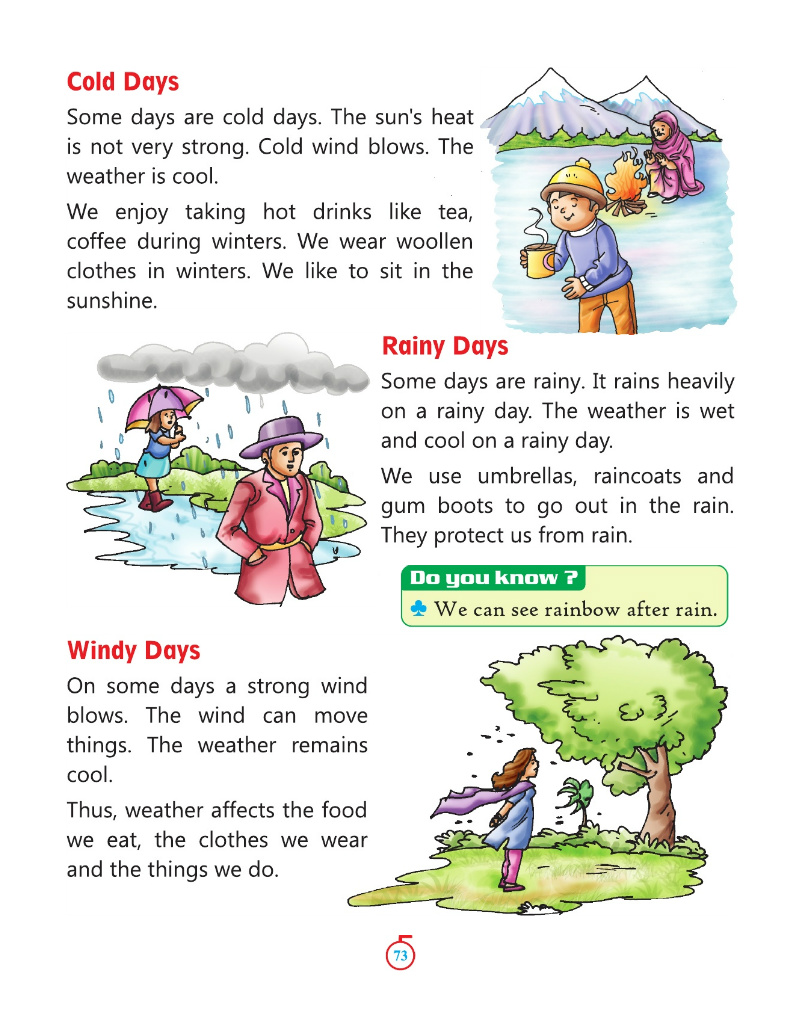 Cold Days
Some days are cold days. The sun's heat
is not very strong. Cold wind blows. The
weather is cool.
We enjoy taking hot drinks like tea,
coffee during winters. We wear woollen
clothes in winters. We like to sit in the
sunshine.
Rainy Days
Some days are rainy. It rains heavily
on a rainy day. The weather is wet
and cool on a rainy day.
We use umbrellas, raincoats and
gum boots to go out in the rain.
They protect us from rain.
Do you know ?
We can see rainbow after rain.
Windy Days
On some days a strong wind
blows. The wind can move
things. The weather remains
cool.
Thus, weather affects the food
we eat, the clothes we wear
and the things we do.
73